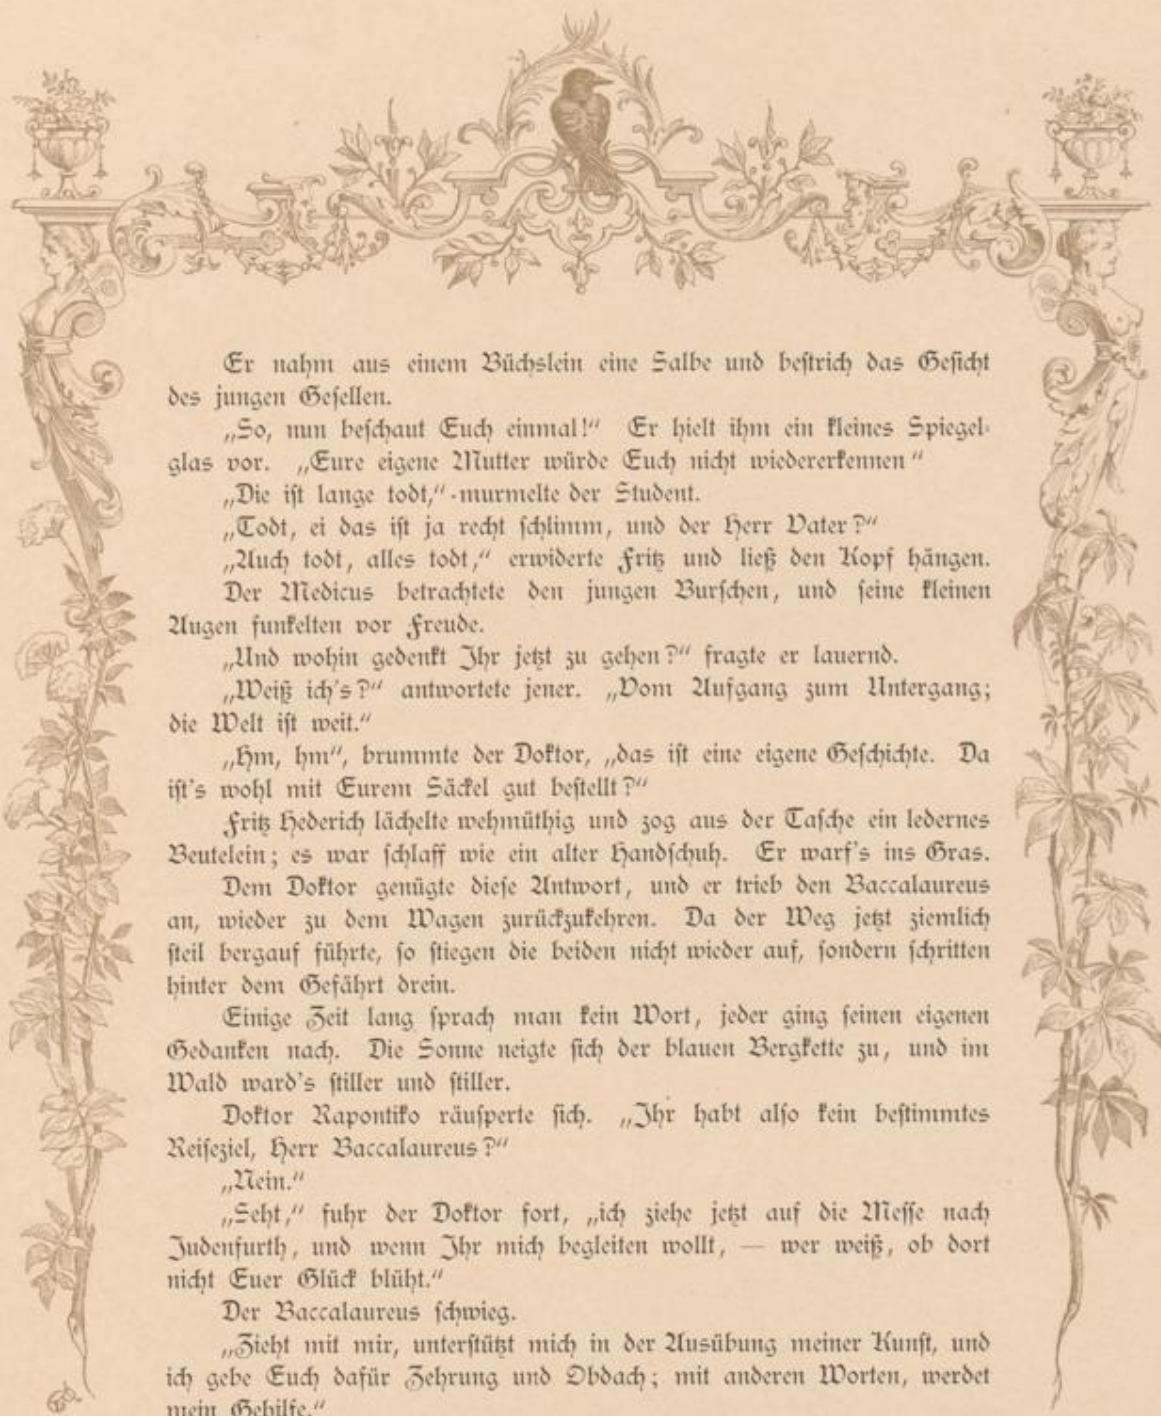 Er nahm aus einem Büchslein eine Salbe und bestrich das Gesicht
des jungen Gesellen.
„So, nun beschaut Euch einmal!“ Er hielt ihm ein kleines Spiegel-
glas vor. „Eure eigene Mutter würde Euch nicht wiedererkennen“
„Die ist lange todt,“ murmelte der Student.
„Todt, ei das ist ja recht schlimm, und der Herr Vater?“
„Auch todt, alles todt,“ erwiderte Fritz und ließ den Kopf hängen.
Der Medicus betrachtete den jungen Burschen, und seine kleinen
Augen funkelten vor Freude.
„Und wohin gedenkt Ihr jetzt zu gehen?“ fragte er lauernd.
„Weiß ich's?“ antwortete jener. „Vom Aufgang zum Untergang;
die Welt ist weit.“
„Hm, hm“, brummte der Doktor, „das ist eine eigene Geschichte. Da
ist's wohl mit Eurem Säckel gut bestellt?“
Fritz Hederich lächelte wehmüthig und zog aus der Tasche ein ledernes
Beutelein; es war schlaff wie ein alter Handschuh. Er warf's ins Gras.
Dem Doktor genügte diese Antwort, und er trieb den Baccalaureus
an, wieder zu dem Wagen zurückzukehren. Da der Weg jetzt ziemlich
steil bergauf führte, so stiegen die beiden nicht wieder auf, sondern schritten
hinter dem Gefährt drein.
Einige Zeit lang sprach man kein Wort, jeder ging seinen eigenen
Gedanken nach. Die Sonne neigte sich der blauen Bergkette zu, und im
Wald ward's stiller und stiller.
Doktor Rapontiko räusperte sich. „Ihr habt also kein bestimmtes
Reiseziel, Herr Baccalaureus?“
„Nein.“
„Seht,“ fuhr der Doktor fort, „ich ziehe jetzt auf die Messe nach
Judenfurth, und wenn Ihr mich begleiten wollt, — wer weiß, ob dort
nicht Euer Glück blüht.“
Der Baccalaureus schwieg.
„Zieht mit mir, unterstützt mich in der Ausübung meiner Kunst, und
ich gebe Euch dafür Zehrung und Obdach; mit anderen Worten, werdet
mein Gehilfe.“